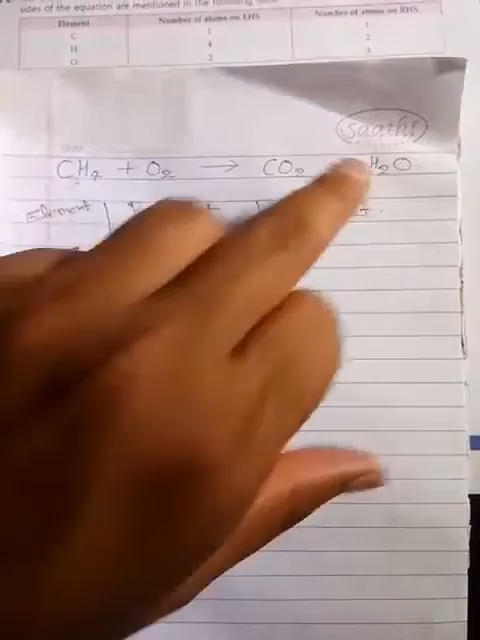 sides of the equation are mentioned in the following
Element Number of atoms on LHS Number of atoms on RHS
C 1 1
H 4 2
O 2 3
Saathi
CH₄ + O₂ → CO₂ H₂O
Element